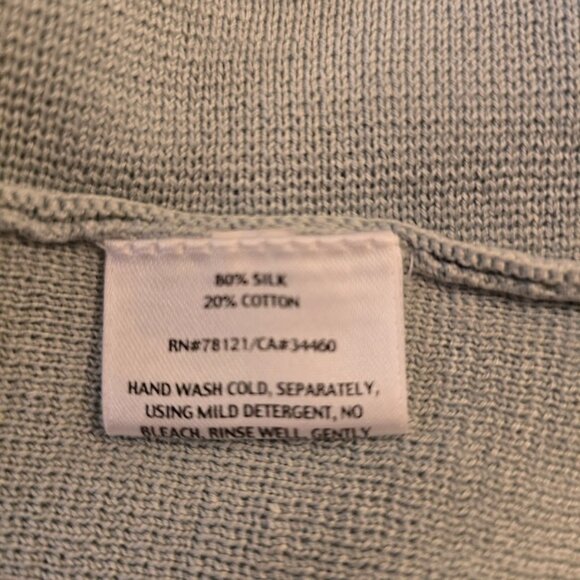 80% SILK
20% COTTON
RN#78121/CA#34460
HAND WASH COLD, SEPARATELY,
USING MILD DETERGENT, NO
BLEACH, RINSE WELL, GENTLY